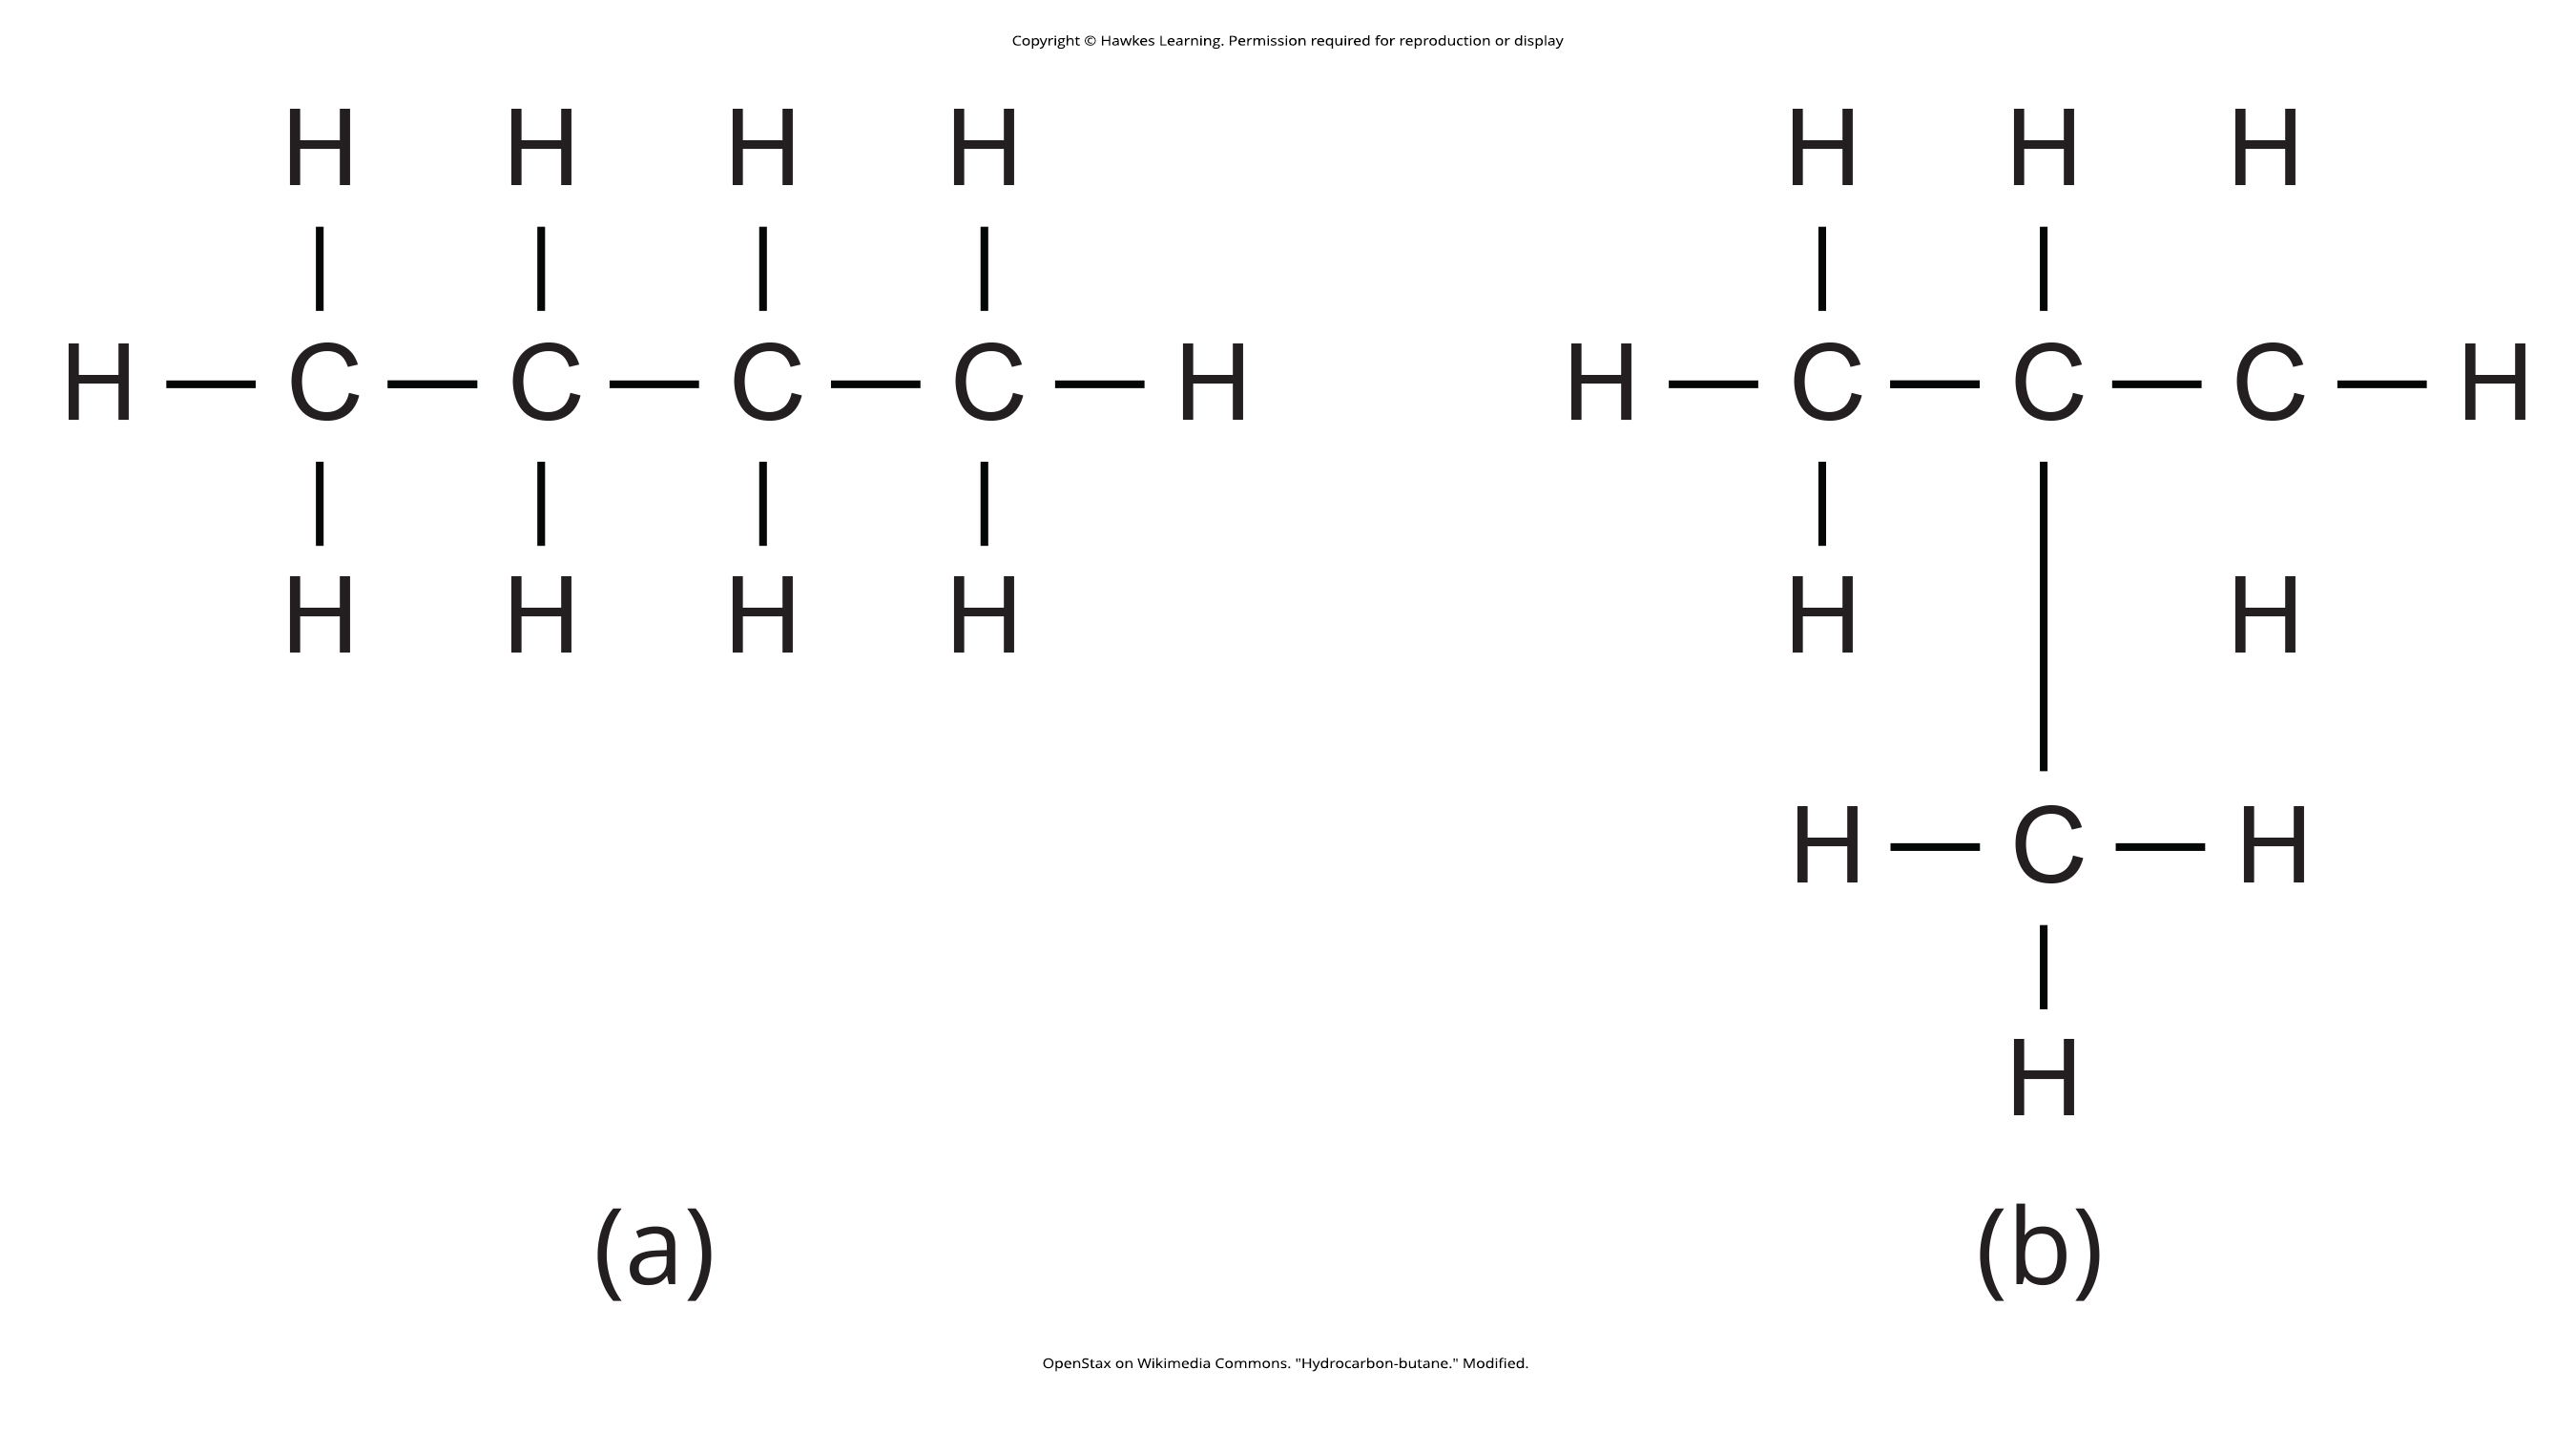 Copyright © Hawkes Learning. Permission required for reproduction or display
H H H H H H H
H C C C C H H C C C H
H H H H H H
H C H
H
(a) (b)
OpenStax on Wikimedia Commons. "Hydrocarbon-butane." Modified.